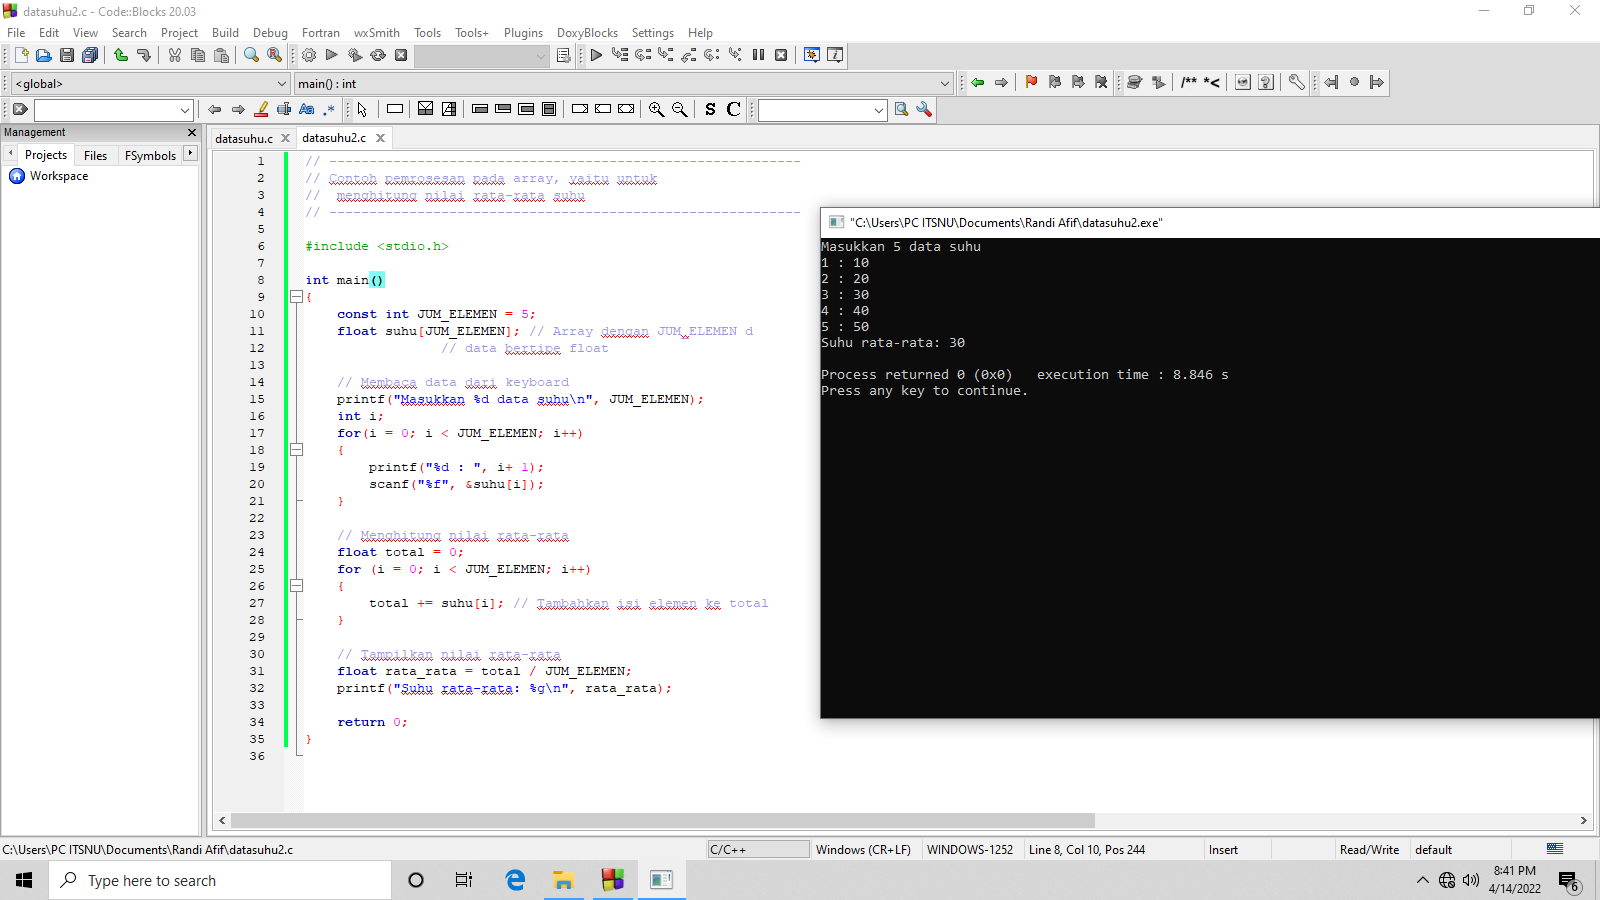 datasuhu2.c - Code::Blocks 20.03
File Edit View Search Project Build Debug Fortran wxSmith Tools Tools+ Plugins DoxyBlocks Settings Help
<global> main() : int
/** *<
Aa .* S C
Management
Projects Files FSymbols
Workspace
datasuhu.c datasuhu2.c
1 // -----------------------------------------------------------
2 // Contoh pemrosesan pada array, yaitu untuk
3 //  menghitung nilai rata-rata suhu
4 // -----------------------------------------------------------
5
6 #include <stdio.h>
7
8 int main()
9 {
10     const int JUM_ELEMEN = 5;
11     float suhu[JUM_ELEMEN]; // Array dengan JUM_ELEMEN d
12                  // data bertipe float
13
14     // Membaca data dari keyboard
15     printf("Masukkan %d data suhu\n", JUM_ELEMEN);
16     int i;
17     for(i = 0; i < JUM_ELEMEN; i++)
18     {
19         printf("%d : ", i+ 1);
20         scanf("%f", &suhu[i]);
21     }
22
23     // Menghitung nilai rata-rata
24     float total = 0;
25     for (i = 0; i < JUM_ELEMEN; i++)
26     {
27         total += suhu[i]; // Tambahkan isi elemen ke total
28     }
29
30     // Tampilkan nilai rata-rata
31     float rata_rata = total / JUM_ELEMEN;
32     printf("Suhu rata-rata: %g\n", rata_rata);
33
34     return 0;
35 }
36
"C:\Users\PC ITSNU\Documents\Randi Afif\datasuhu2.exe"
Masukkan 5 data suhu
1 : 10
2 : 20
3 : 30
4 : 40
5 : 50
Suhu rata-rata: 30
Process returned 0 (0x0)   execution time : 8.846 s
Press any key to continue.
C:\Users\PC ITSNU\Documents\Randi Afif\datasuhu2.c C/C++ Windows (CR+LF) WINDOWS-1252 Line 8, Col 10, Pos 244 Insert Read/Write default
Type here to search
8:41 PM
4/14/2022
6